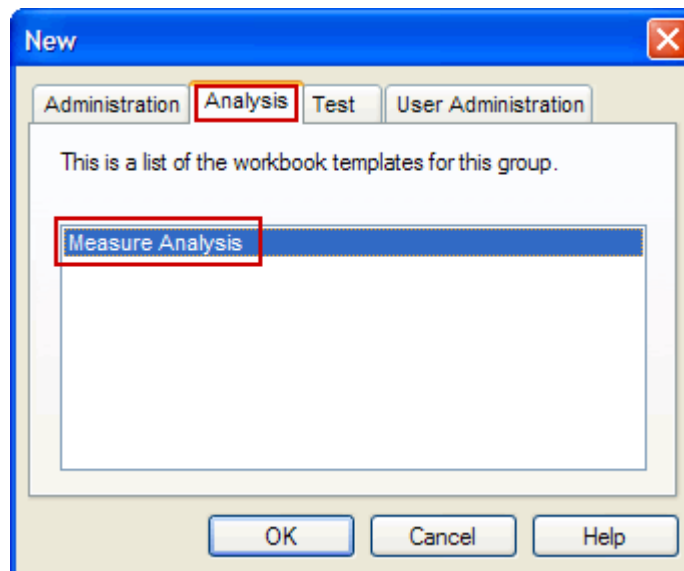 New
Administration Analysis Test User Administration
This is a list of the workbook templates for this group.
Measure Analysis
OK Cancel Help